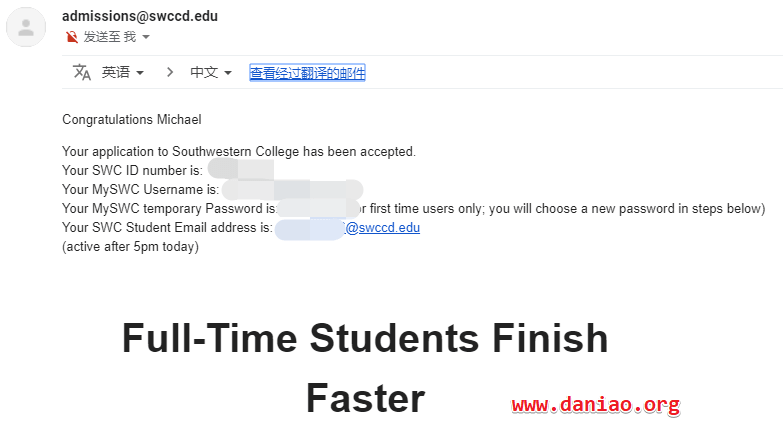 admissions@swccd.edu
发送至 我
英语 中文 查看经过翻译的邮件
Congratulations Michael
Your application to Southwestern College has been accepted.
Your SWC ID number is:
Your MySWC Username is:
Your MySWC temporary Password is: r first time users only; you will choose a new password in steps below)
Your SWC Student Email address is: @swccd.edu
(active after 5pm today)
Full-Time Students Finish
Faster
www.daniao.org